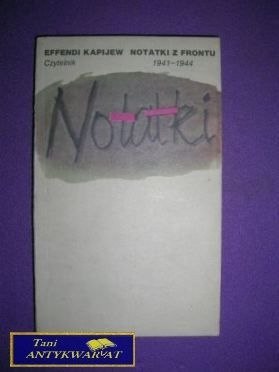 EFFENDI KAPIJEW NOTATKI Z FRONTU
Czytelnik 1941–1944
Notatki
Tani
ANTYKWARIAT